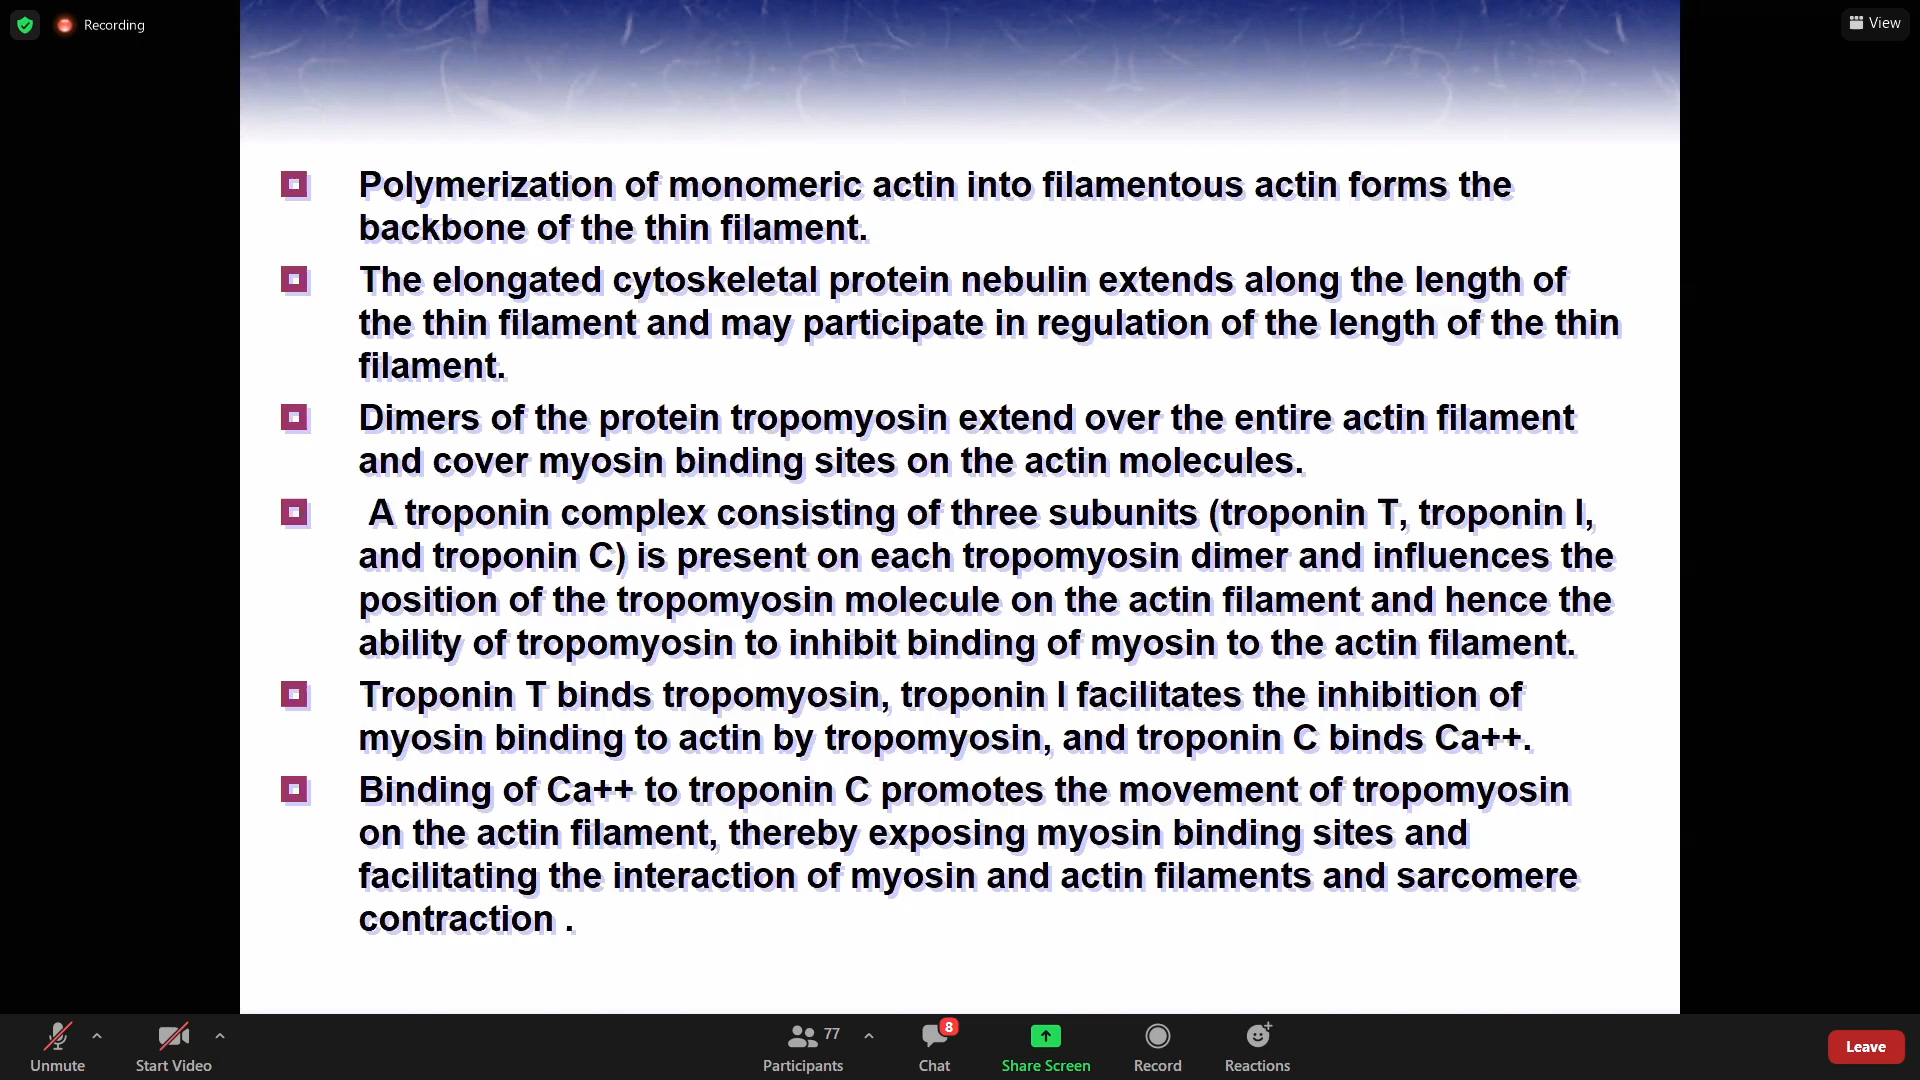 Recording
View
Polymerization of monomeric actin into filamentous actin forms the
backbone of the thin filament.
The elongated cytoskeletal protein nebulin extends along the length of
the thin filament and may participate in regulation of the length of the thin
filament.
Dimers of the protein tropomyosin extend over the entire actin filament
and cover myosin binding sites on the actin molecules.
A troponin complex consisting of three subunits (troponin T, troponin I,
and troponin C) is present on each tropomyosin dimer and influences the
position of the tropomyosin molecule on the actin filament and hence the
ability of tropomyosin to inhibit binding of myosin to the actin filament.
Troponin T binds tropomyosin, troponin I facilitates the inhibition of
myosin binding to actin by tropomyosin, and troponin C binds Ca++.
Binding of Ca++ to troponin C promotes the movement of tropomyosin
on the actin filament, thereby exposing myosin binding sites and
facilitating the interaction of myosin and actin filaments and sarcomere
contraction .
77
8
Unmute
Start Video
Participants
Chat
Share Screen
Record
Reactions
Leave